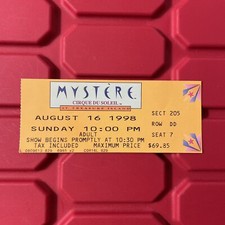 MYSTÈRE
CIRQUE DU SOLEIL
AUGUST 16 1998
SECT 205
ROW DD
SUNDAY 10:00 PM
ADULT
SEAT 7
SHOW BEGINS PROMPTLY AT 10:30 PM
TAX INCLUDED MAXIMUM PRICE $69.85